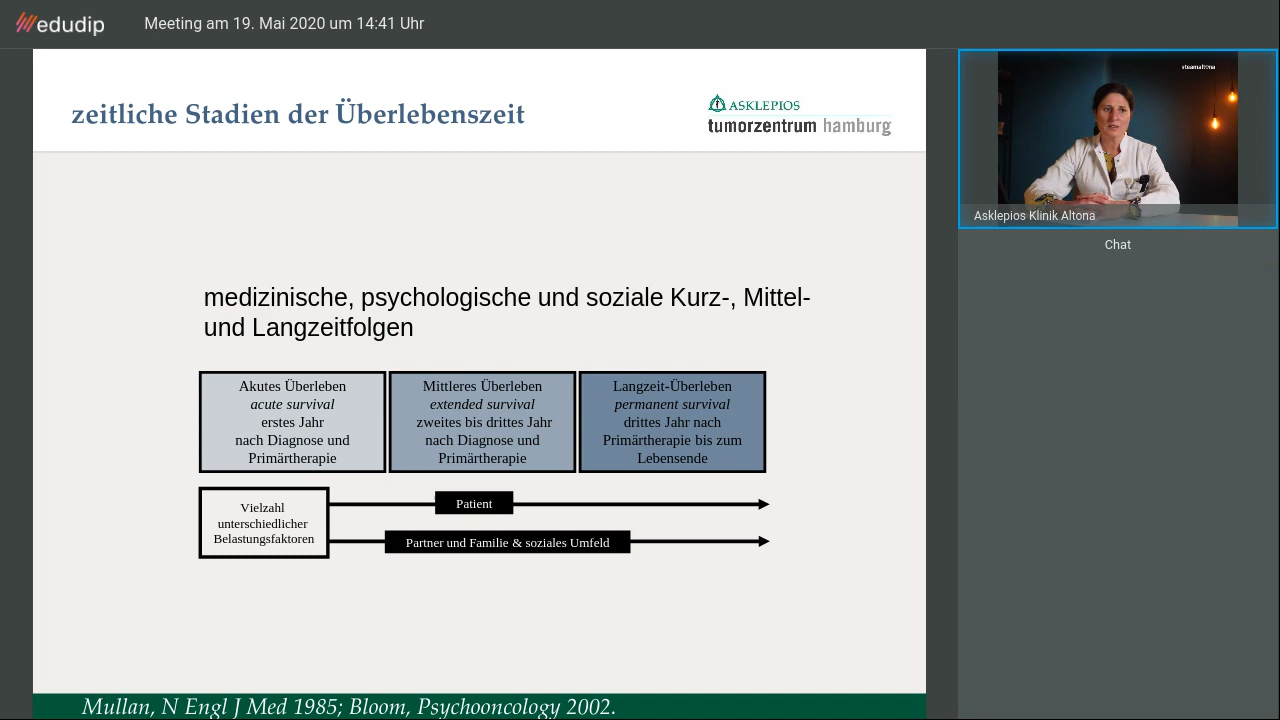 edudip
Meeting am 19. Mai 2020 um 14:41 Uhr
zeitliche Stadien der Überlebenszeit
ASKLEPIOS
tumorzentrum hamburg
medizinische, psychologische und soziale Kurz-, Mittel-
und Langzeitfolgen
Akutes Überleben
acute survival
erstes Jahr
nach Diagnose und
Primärtherapie
Mittleres Überleben
extended survival
zweites bis drittes Jahr
nach Diagnose und
Primärtherapie
Langzeit-Überleben
permanent survival
drittes Jahr nach
Primärtherapie bis zum
Lebensende
Vielzahl
unterschiedlicher
Belastungsfaktoren
Patient
Partner und Familie & soziales Umfeld
Mullan, N Engl J Med 1985; Bloom, Psychooncology 2002.
#teamaltona
Asklepios Klinik Altona
Chat